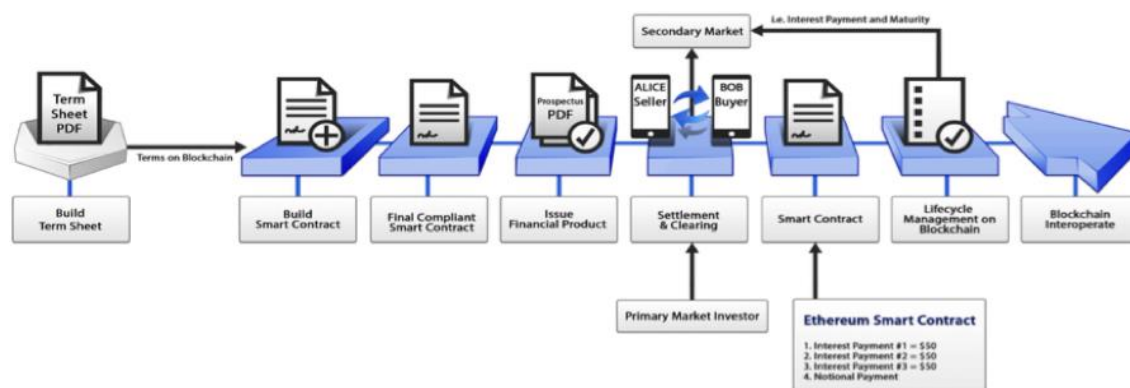 i.e. Interest Payment and Maturity
Secondary Market
Term
Sheet
PDF
Prospectus
PDF
ALICE
Seller
BOB
Buyer
Terms on Blockchain
Build
Term Sheet
Build
Smart Contract
Final Compliant
Smart Contract
Issue
Financial Product
Settlement
& Clearing
Smart Contract
Lifecycle
Management on
Blockchain
Blockchain
Interoperate
Primary Market Investor
Ethereum Smart Contract
1. Interest Payment #1 = $50
2. Interest Payment #2 = $50
3. Interest Payment #3 = $50
4. Notional Payment